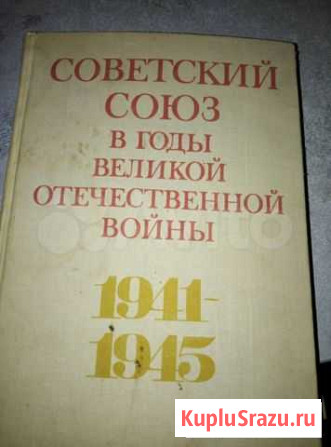 СОВЕТСКИЙ
СОЮЗ
В ГОДЫ
ВЕЛИКОЙ
ОТЕЧЕСТВЕННОЙ
ВОЙНЫ
1941-
1945
KupluSrazu.ru